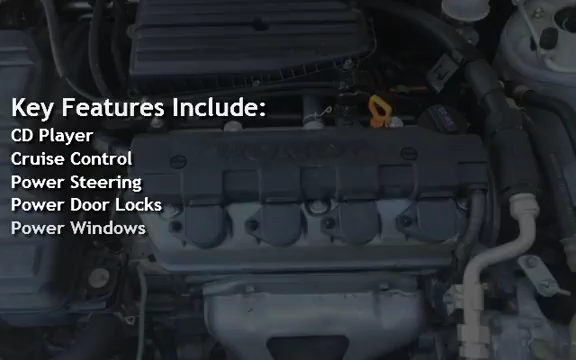 Key Features Include:
CD Player
Cruise Control
Power Steering
Power Door Locks
Power Windows